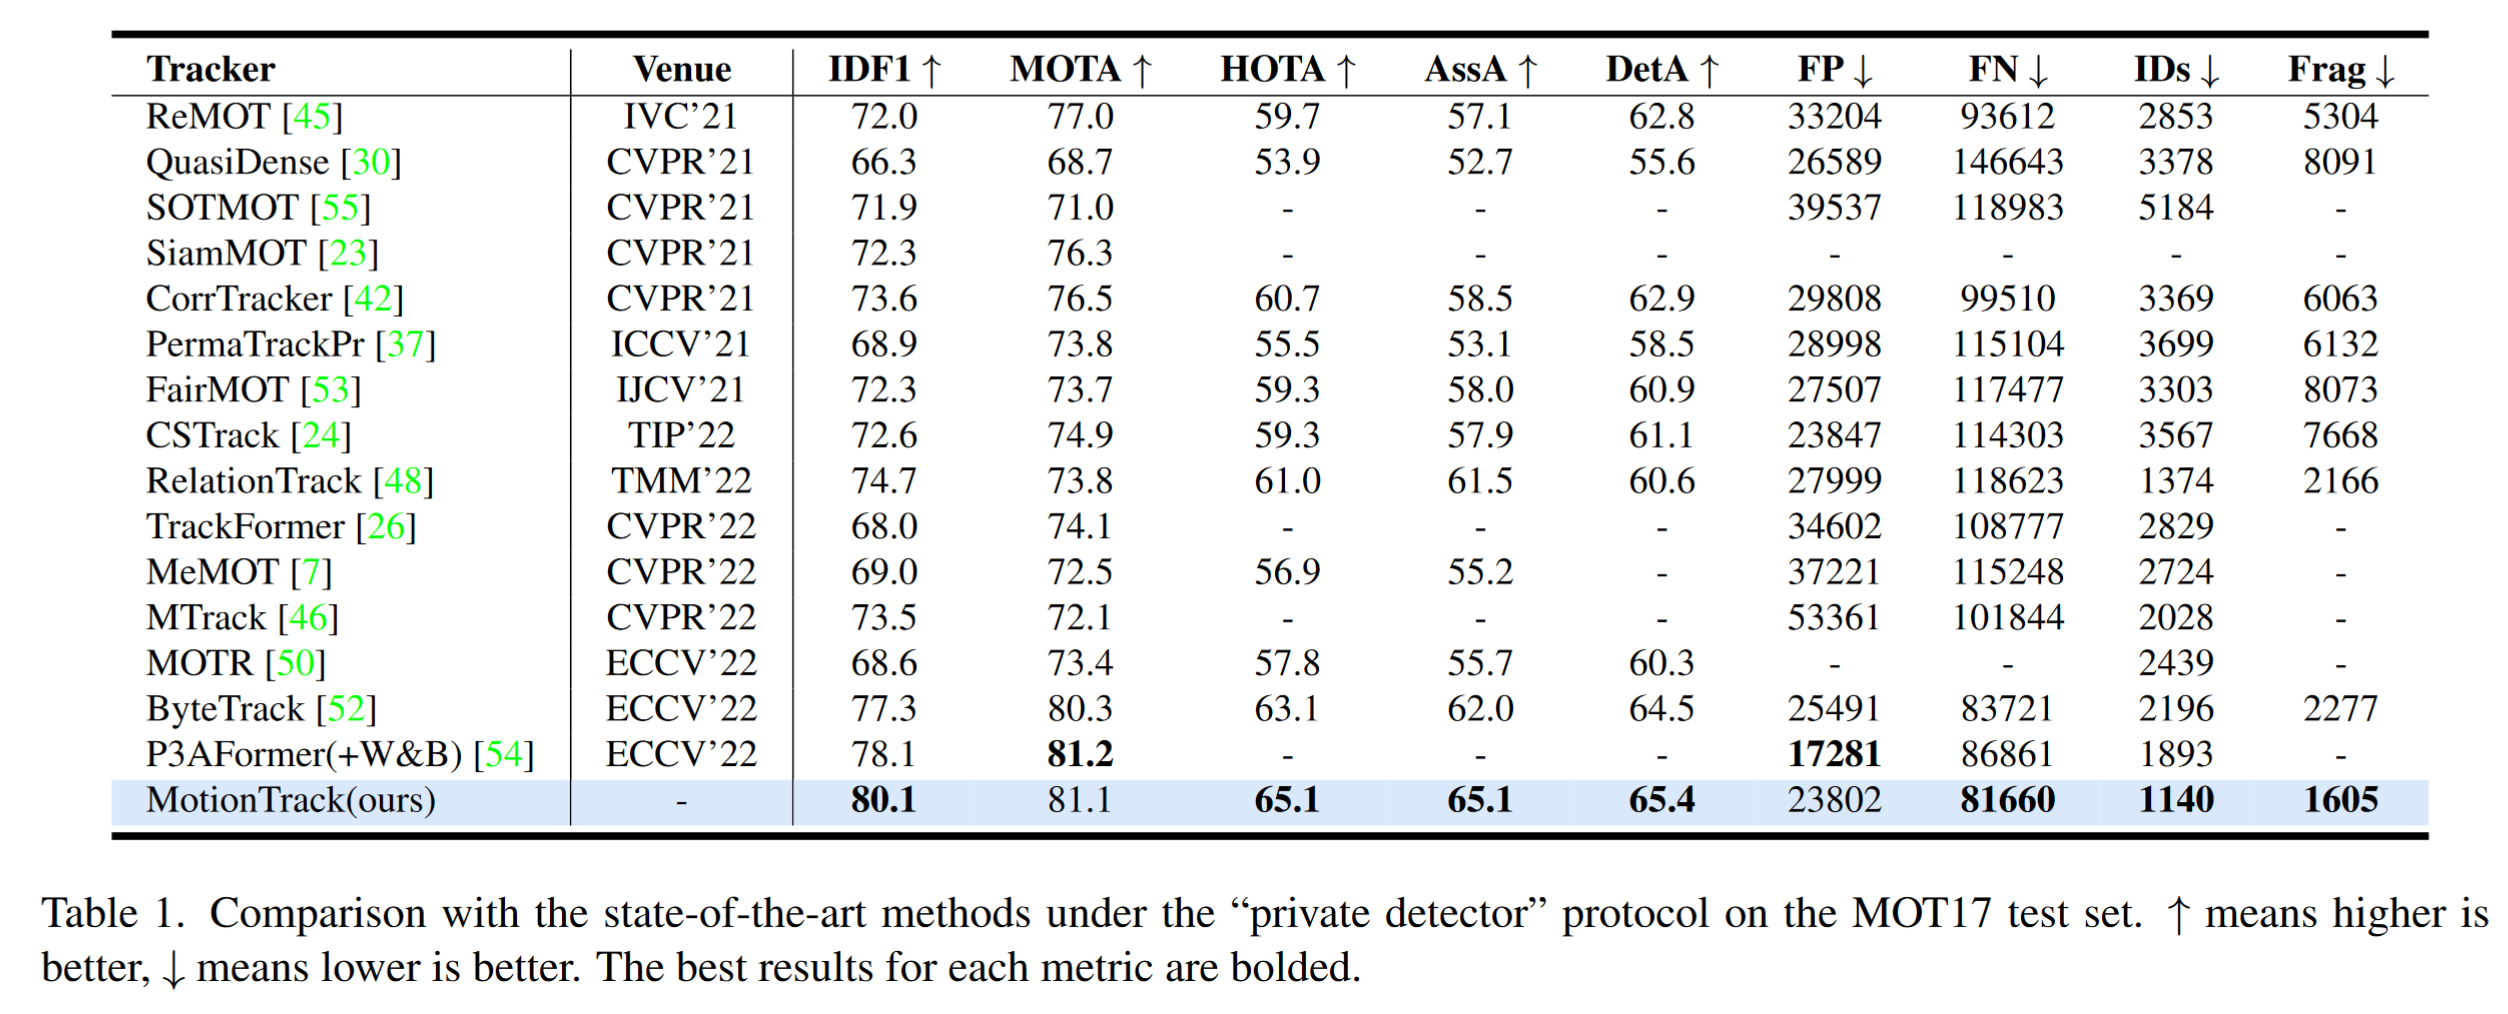 Tracker Venue IDF1 ↑ MOTA ↑ HOTA ↑ AssA ↑ DetA ↑ FP ↓ FN ↓ IDs ↓ Frag ↓
ReMOT [45] IVC’21 72.0 77.0 59.7 57.1 62.8 33204 93612 2853 5304
QuasiDense [30] CVPR’21 66.3 68.7 53.9 52.7 55.6 26589 146643 3378 8091
SOTMOT [55] CVPR’21 71.9 71.0 - - - 39537 118983 5184 -
SiamMOT [23] CVPR’21 72.3 76.3 - - - - - - -
CorrTracker [42] CVPR’21 73.6 76.5 60.7 58.5 62.9 29808 99510 3369 6063
PermaTrackPr [37] ICCV’21 68.9 73.8 55.5 53.1 58.5 28998 115104 3699 6132
FairMOT [53] IJCV’21 72.3 73.7 59.3 58.0 60.9 27507 117477 3303 8073
CSTrack [24] TIP’22 72.6 74.9 59.3 57.9 61.1 23847 114303 3567 7668
RelationTrack [48] TMM’22 74.7 73.8 61.0 61.5 60.6 27999 118623 1374 2166
TrackFormer [26] CVPR’22 68.0 74.1 - - - 34602 108777 2829 -
MeMOT [7] CVPR’22 69.0 72.5 56.9 55.2 - 37221 115248 2724 -
MTrack [46] CVPR’22 73.5 72.1 - - - 53361 101844 2028 -
MOTR [50] ECCV’22 68.6 73.4 57.8 55.7 60.3 - - 2439 -
ByteTrack [52] ECCV’22 77.3 80.3 63.1 62.0 64.5 25491 83721 2196 2277
P3AFormer(+W&B) [54] ECCV’22 78.1 81.2 - - - 17281 86861 1893 -
MotionTrack(ours) - 80.1 81.1 65.1 65.1 65.4 23802 81660 1140 1605
Table 1. Comparison with the state-of-the-art methods under the “private detector” protocol on the MOT17 test set. ↑ means higher is
better, ↓ means lower is better. The best results for each metric are bolded.